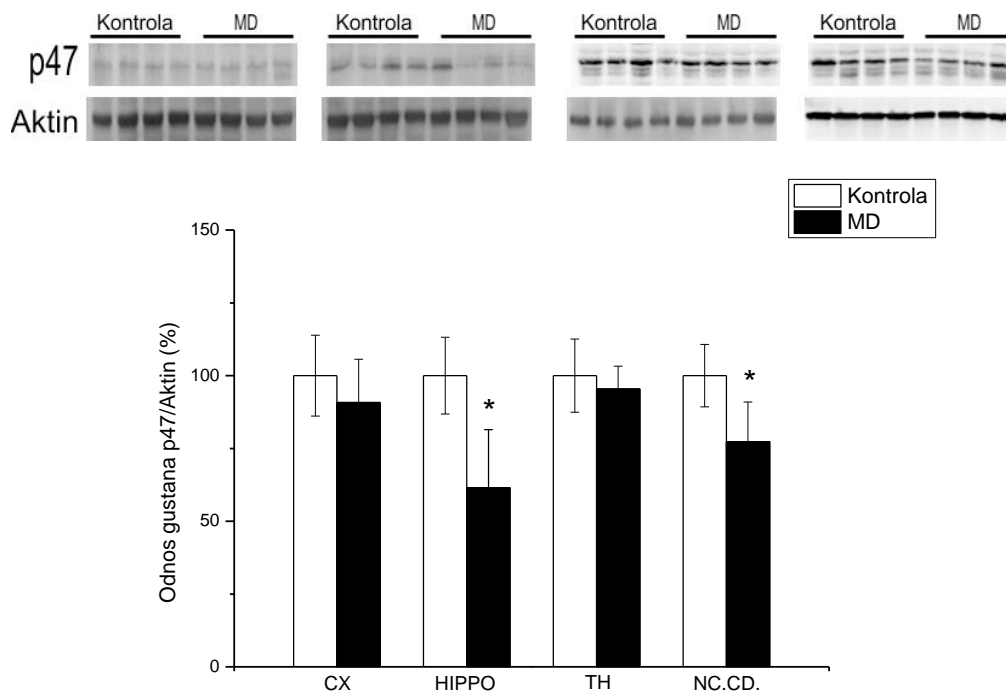 Kontrola MD Kontrola MD Kontrola MD Kontrola MD
p47
Aktin
Kontrola
MD
Odnos gustana p47/Aktin (%)
150
100
50
0
* *
CX HIPPO TH NC.CD.